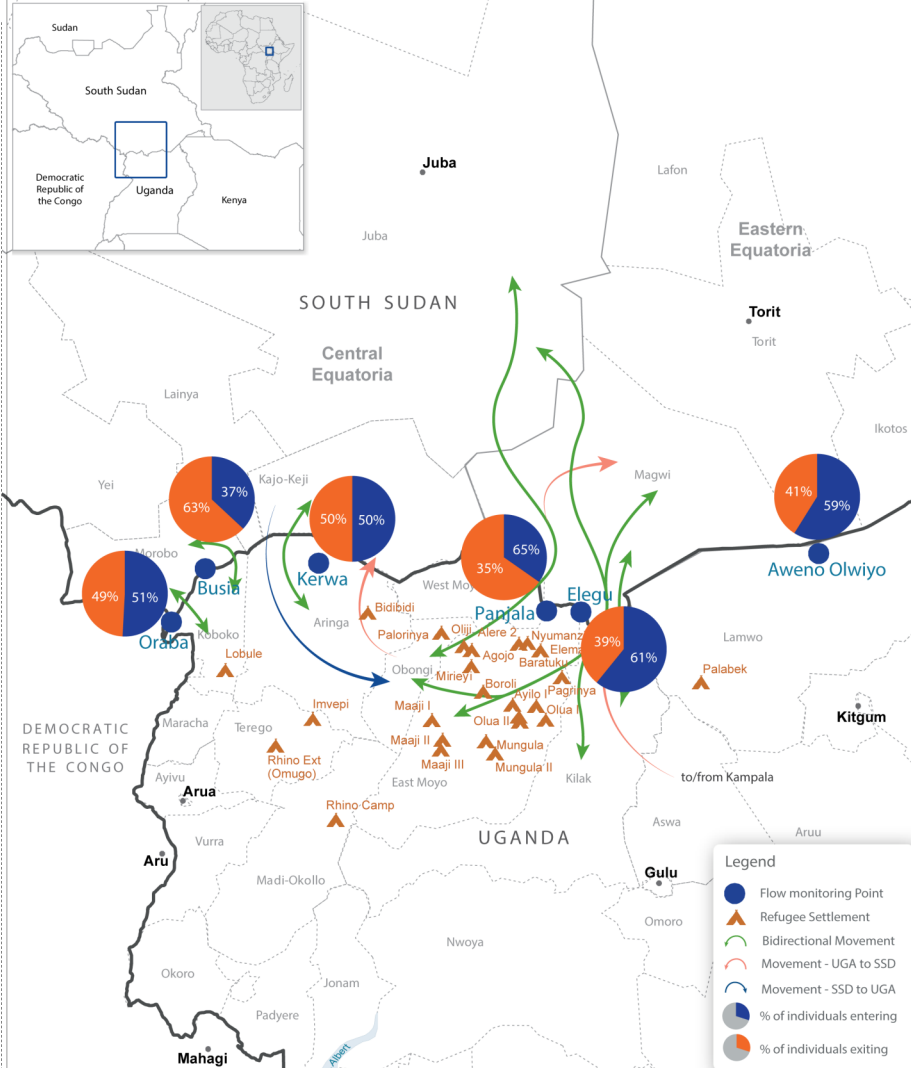 Sudan
South Sudan
Democratic
Republic of
the Congo
Uganda
Kenya
Juba
Juba
Lafon
Eastern
Equatoria
SOUTH SUDAN
Torit
Torit
Central
Equatoria
Lainya
Ikotos
Yei
Kajo-Keji
Magwi
37%
63%
50%
50%
41%
59%
Morobo
65%
35%
Aweno Olwiyo
Busia
Kerwa
West Moy
Elegu
49%
51%
Panjala
Bidibidi
Oraba
Koboko
Aringa
Palorinya
Oliji
Alere 2
Nyumanz
39%
61%
Lamwo
Lobule
Agojo
Elema
Baratuku
Obongi
Mirieyi
Palabek
Boroli
Pagrinya
Ayilo I
Imvepi
Maaji I
Olua I
Olua II
Kitgum
Maracha
Terego
DEMOCRATIC
REPUBLIC OF
THE CONGO
Maaji II
Mungula
Rhino Ext
(Omugo)
Maaji III
Mungula II
Ayivu
East Moyo
Kilak
to/from Kampala
Arua
Rhino Camp
Aswa
Aruu
Vurra
UGANDA
Aru
Madi-Okollo
Gulu
Omoro
Nwoya
Okoro
Jonam
Padyere
Albert
Mahagi
Legend
Flow monitoring Point
Refugee Settlement
Bidirectional Movement
Movement - UGA to SSD
Movement - SSD to UGA
% of individuals entering
% of individuals exiting